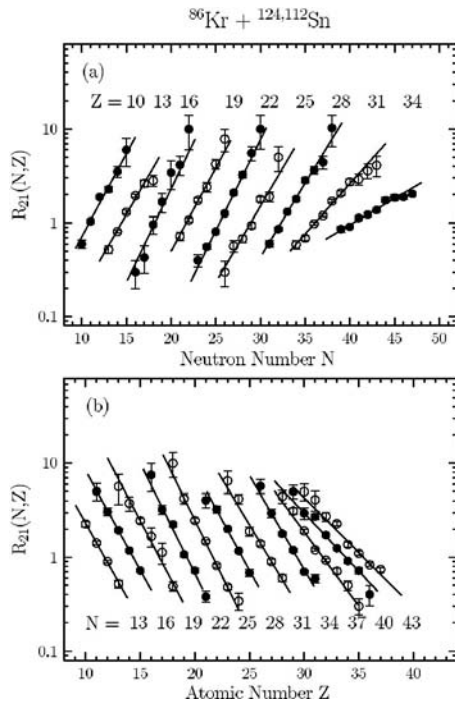 ⁸⁶Kr + ¹²⁴,¹¹²Sn
(a)
Z = 10 13 16 19 22 25 28 31 34
R₂₁(N,Z)
10
1
0.1
10 15 20 25 30 35 40 45 50
Neutron Number N
(b)
R₂₁(N,Z)
10
1
0.1
N = 13 16 19 22 25 28 31 34 37 40 43
10 15 20 25 30 35 40
Atomic Number Z